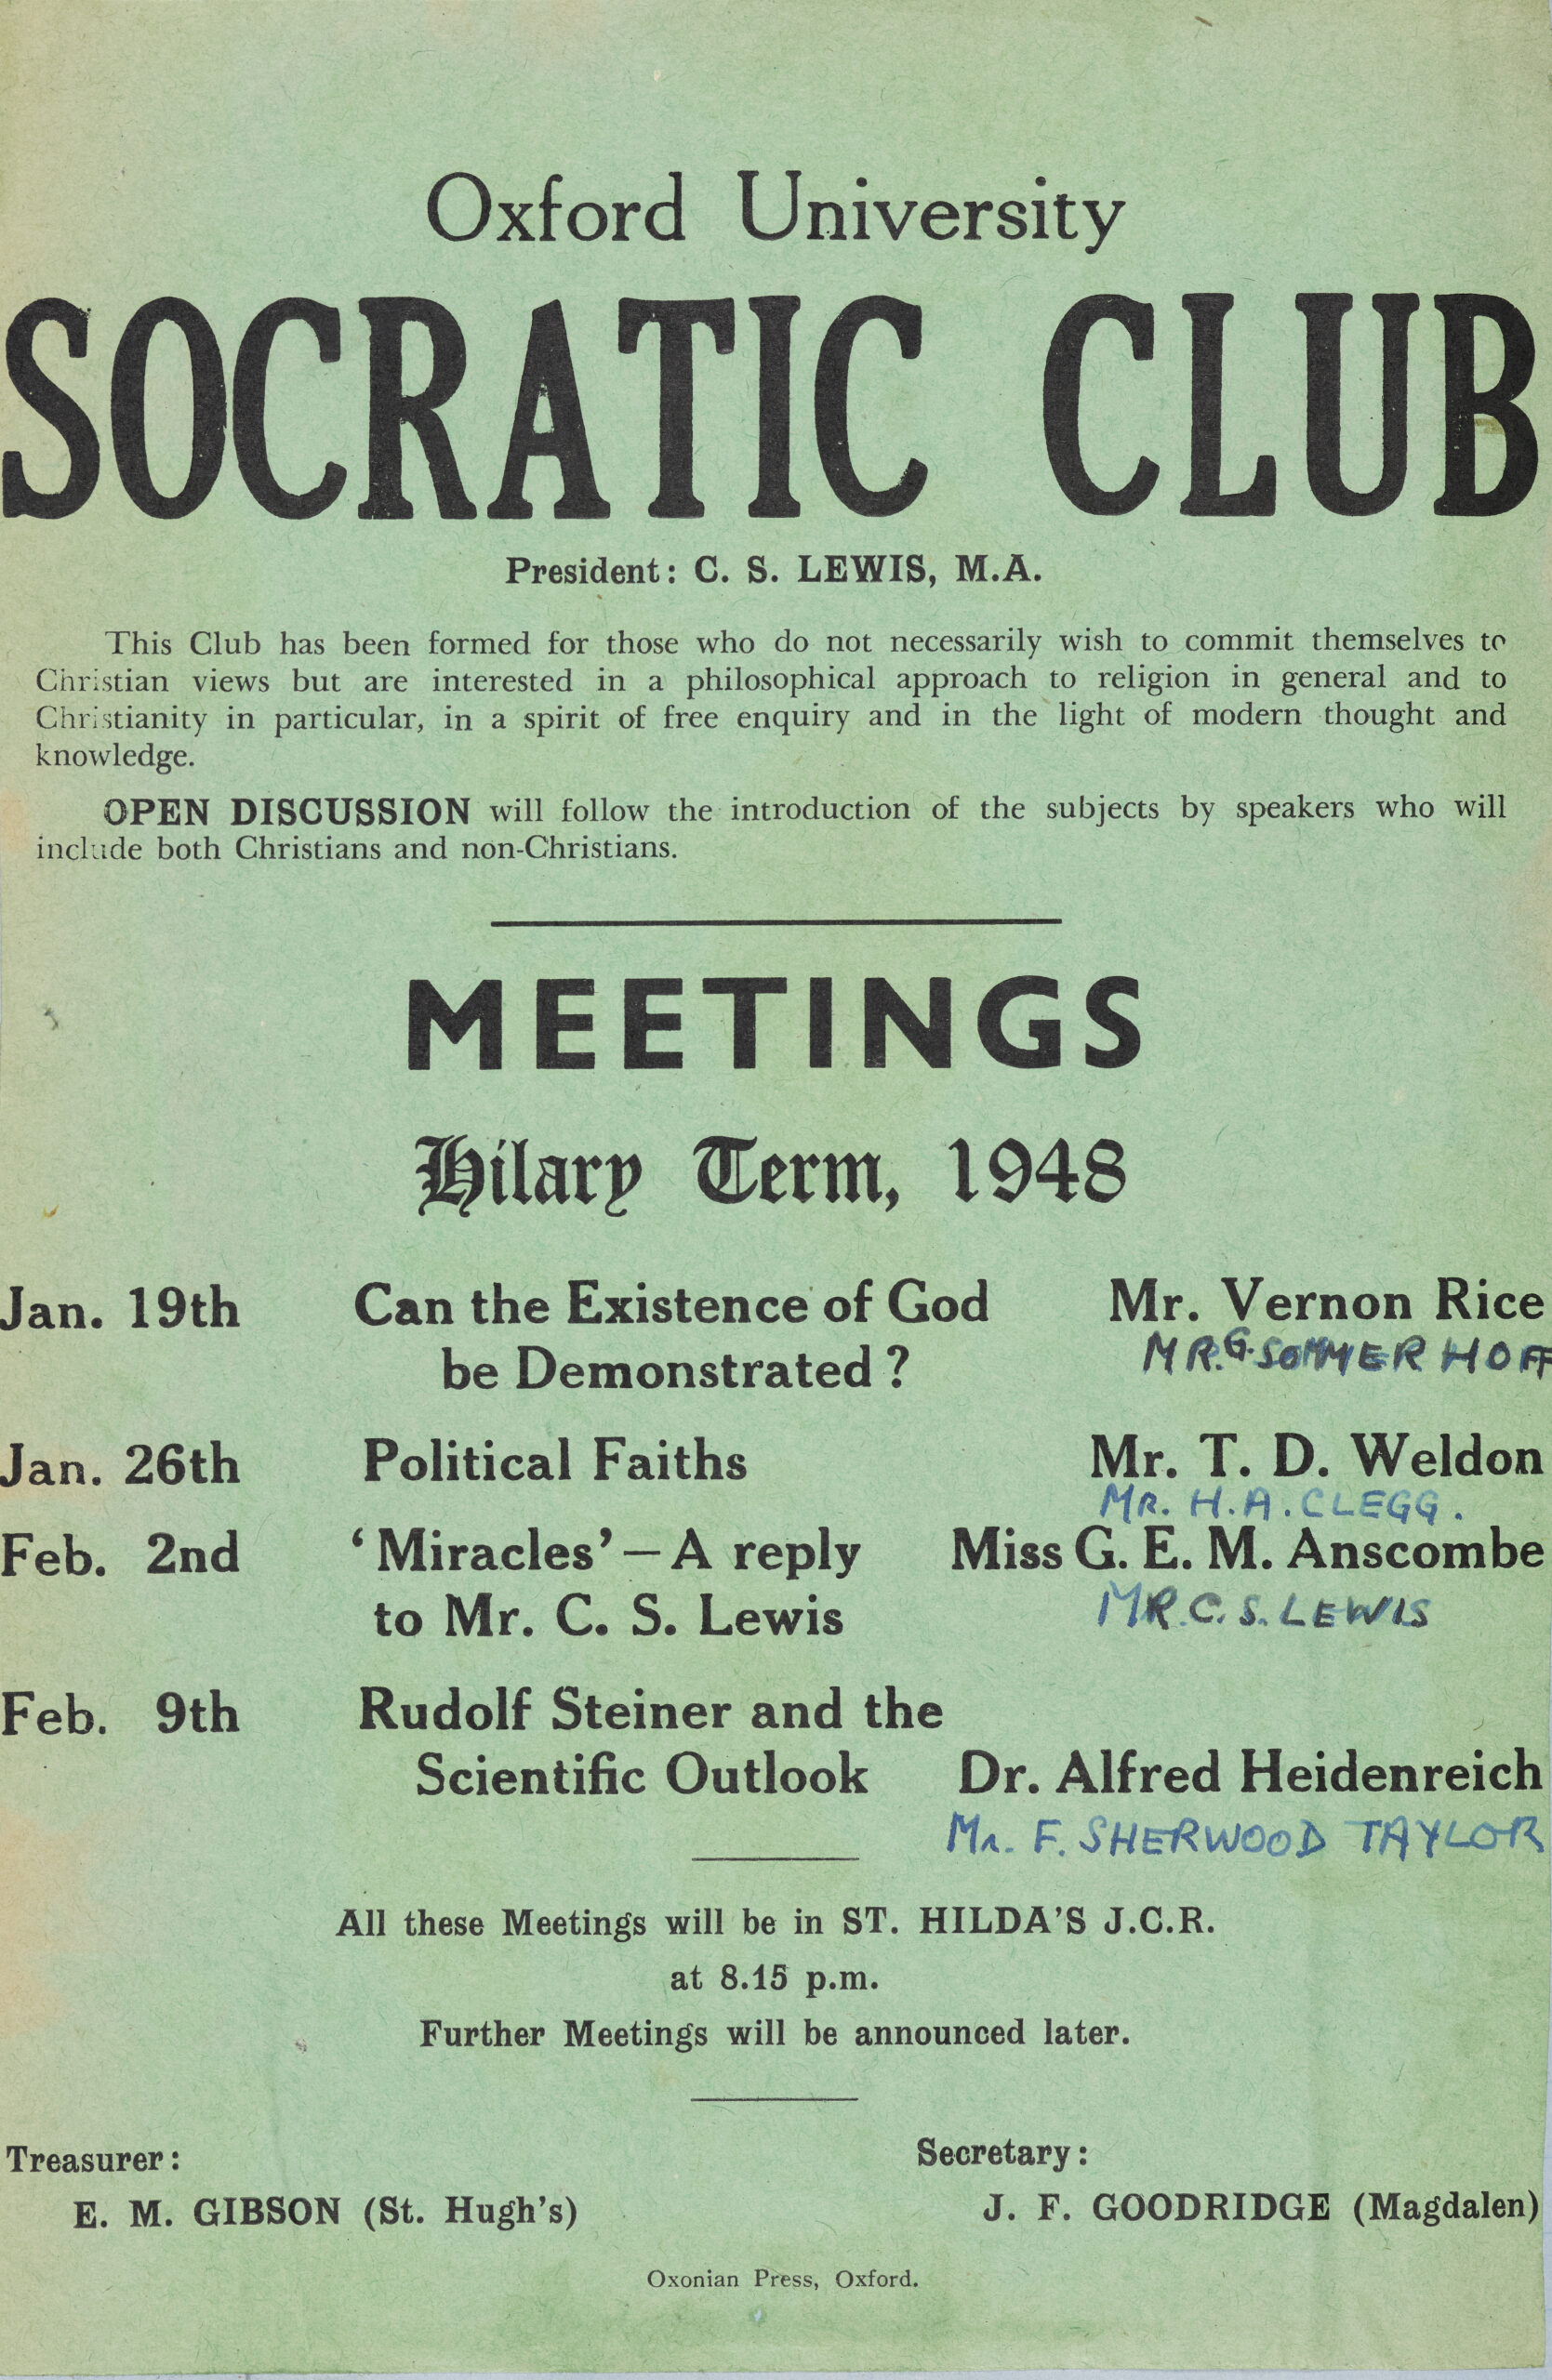 Oxford University
SOCRATIC CLUB
President: C. S. LEWIS, M.A.
This Club has been formed for those who do not necessarily wish to commit themselves to
Christian views but are interested in a philosophical approach to religion in general and to
Christianity in particular, in a spirit of free enquiry and in the light of modern thought and
knowledge.
OPEN DISCUSSION will follow the introduction of the subjects by speakers who will
include both Christians and non-Christians.
MEETINGS
Hilary Term, 1948
Jan. 19th Can the Existence of God Mr. Vernon Rice
be Demonstrated? MR. G. SOMMERHOFF
Jan. 26th Political Faiths Mr. T. D. Weldon
MR. H. A. CLEGG.
Feb. 2nd ‘Miracles’—A reply Miss G. E. M. Anscombe
to Mr. C. S. Lewis MR. C. S. LEWIS
Feb. 9th Rudolf Steiner and the
Scientific Outlook Dr. Alfred Heidenreich
Mr. F. SHERWOOD TAYLOR
All these Meetings will be in ST. HILDA'S J.C.R.
at 8.15 p.m.
Further Meetings will be announced later.
Treasurer: Secretary:
E. M. GIBSON (St. Hugh's) J. F. GOODRIDGE (Magdalen)
Oxonian Press, Oxford.